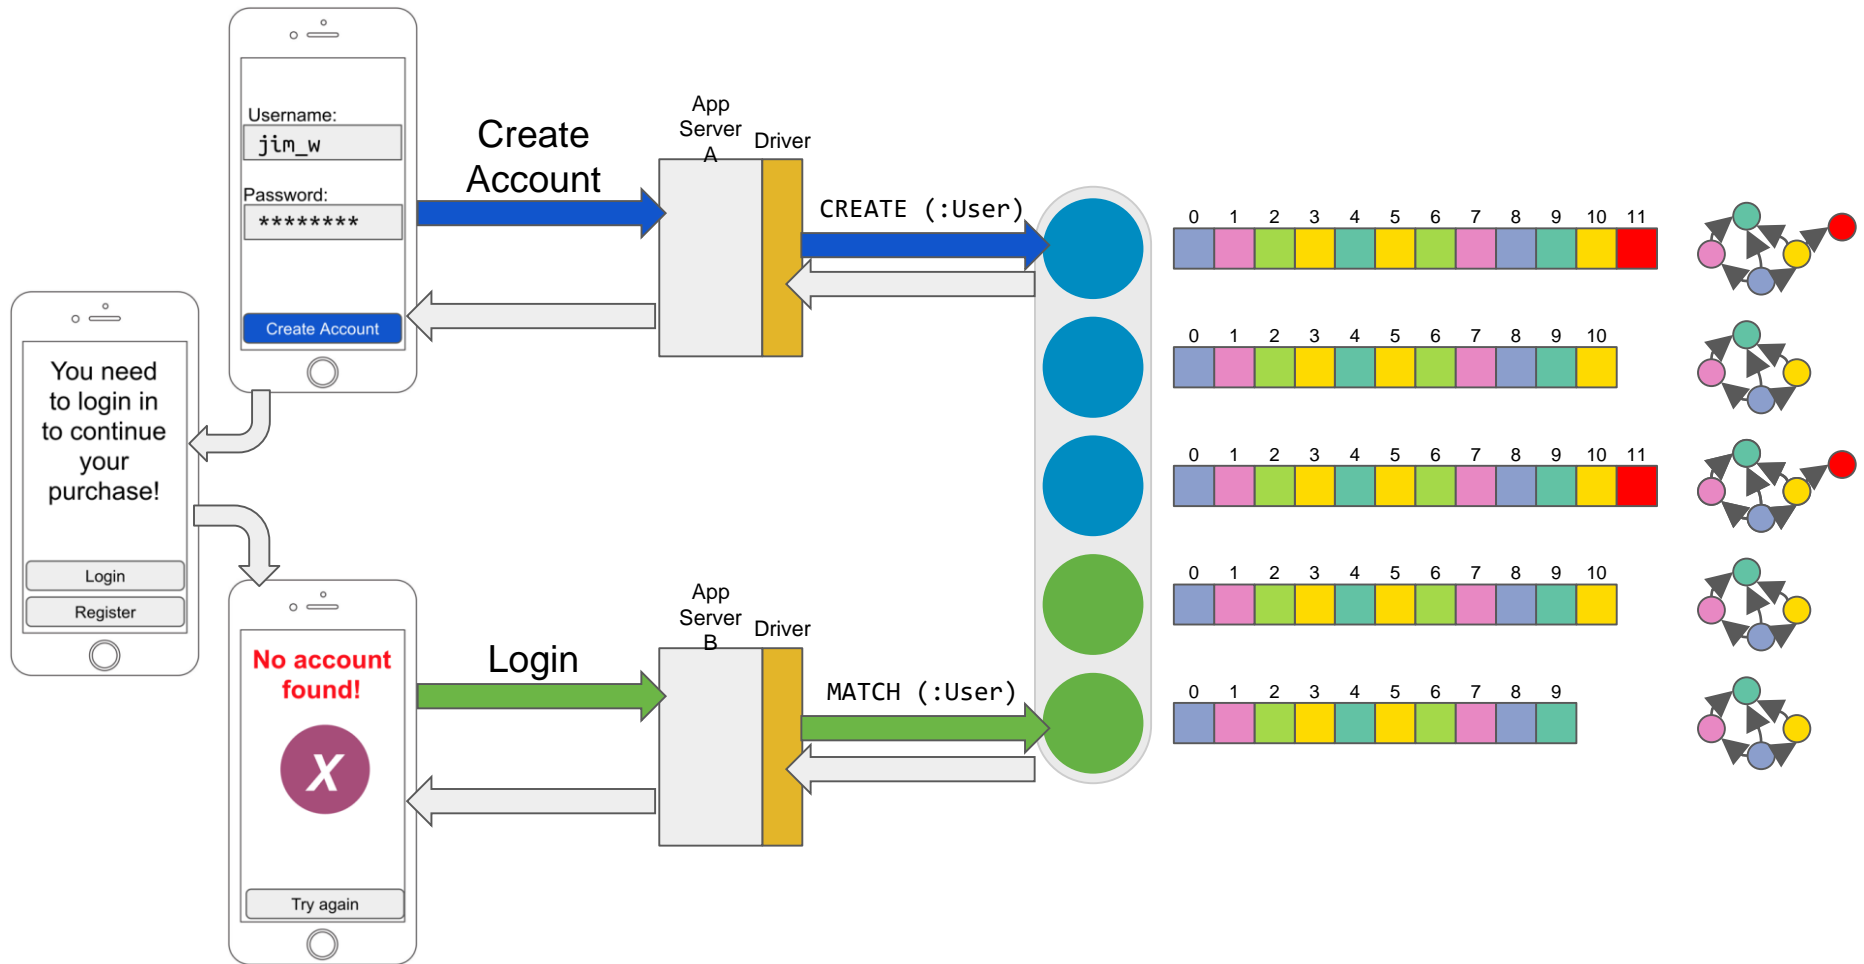 Username:
jim_w
Password:
********
Create Account
You need
to login in
to continue
your
purchase!
Login
Register
No account
found!
X
Try again
Create
Account
App
Server
A
Driver
CREATE (:User)
Login
App
Server
B
Driver
MATCH (:User)
0 1 2 3 4 5 6 7 8 9 10 11
0 1 2 3 4 5 6 7 8 9 10
0 1 2 3 4 5 6 7 8 9 10 11
0 1 2 3 4 5 6 7 8 9 10
0 1 2 3 4 5 6 7 8 9